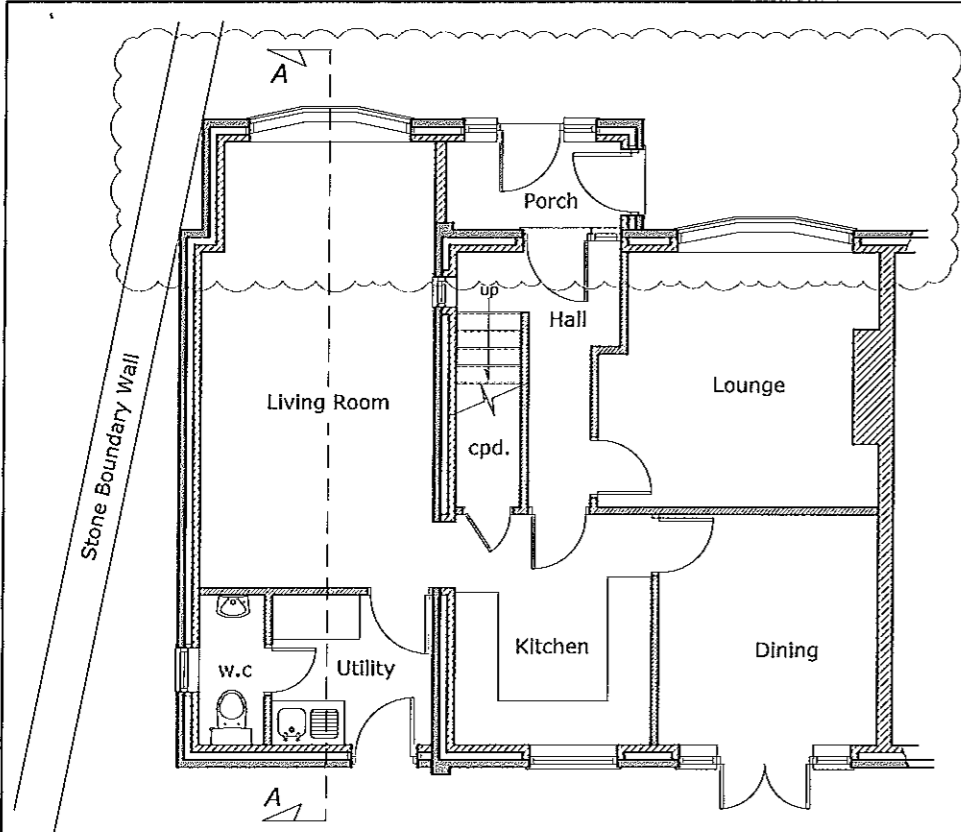 A
Porch
up
Hall
Living Room
Lounge
cpd.
Stone Boundary Wall
w.c
Utility
Kitchen
Dining
A